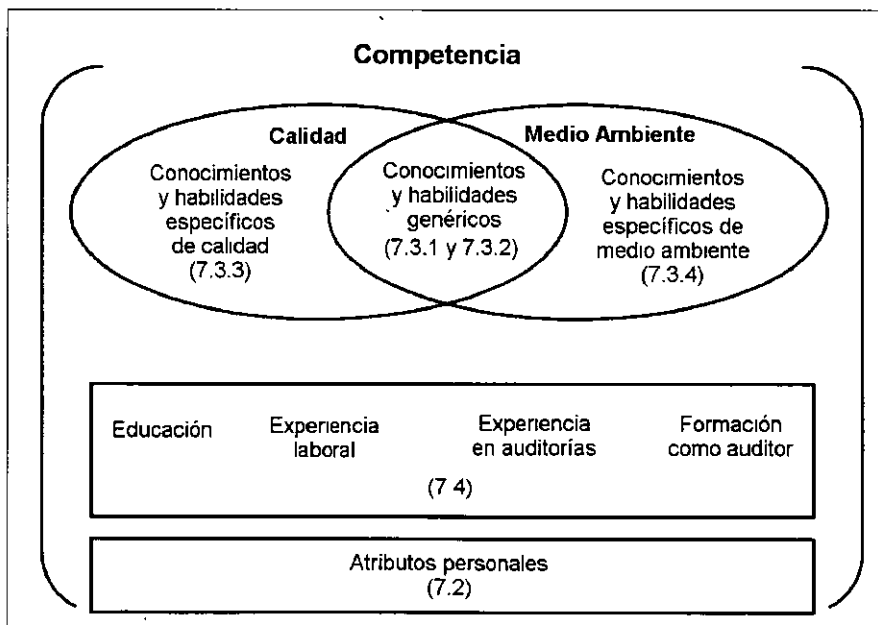 Competencia
Calidad
Medio Ambiente
Conocimientos
y habilidades
específicos
de calidad
(7.3.3)
Conocimientos
y habilidades
genéricos
(7.3.1 y 7.3.2)
Conocimientos
y habilidades
específicos de
medio ambiente
(7.3.4)
Educación
Experiencia
laboral
Experiencia
en auditorías
Formación
como auditor
(7 4)
Atributos personales
(7.2)